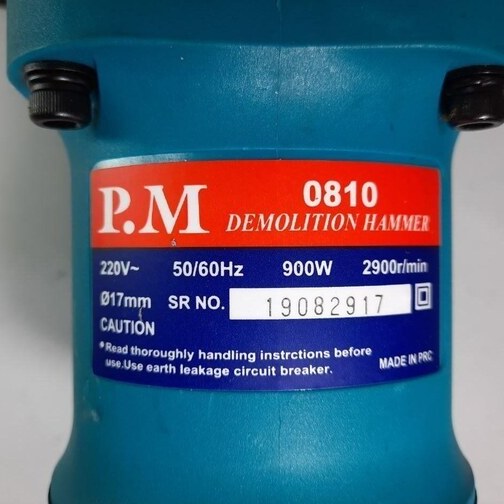 P.M
0810
DEMOLITION HAMMER
220V~ 50/60Hz 900W 2900r/min
Ø17mm SR NO. 19082917
CAUTION
*Read thoroughly handling instrctions before
use.Use earth leakage circuit breaker.
MADE IN PRC